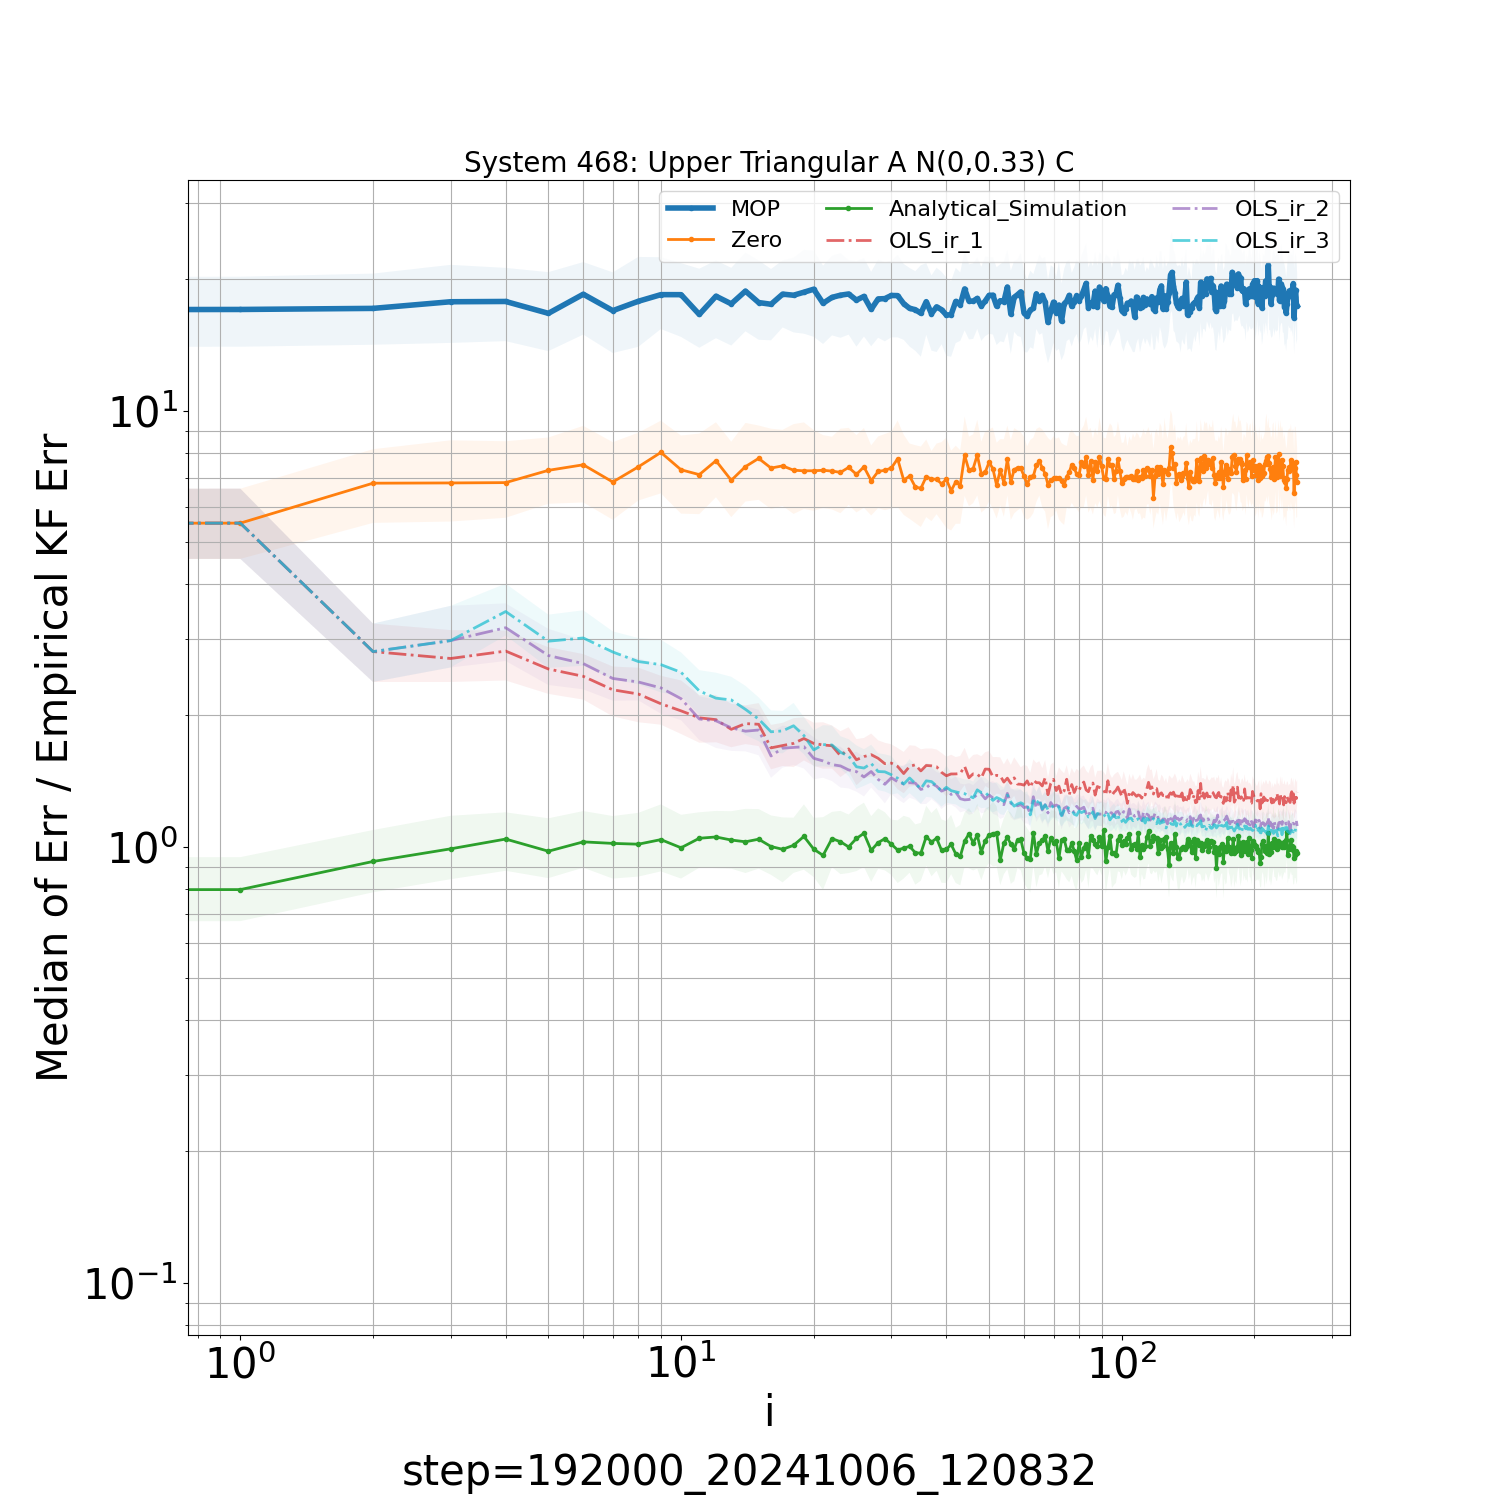 System 468: Upper Triangular A N(0,0.33) C
MOP
Zero
Analytical_Simulation
OLS_ir_1
OLS_ir_2
OLS_ir_3
Median of Err / Empirical KF Err
10¹
10⁰
10⁻¹
10⁰ 10¹ 10²
i
step=192000_20241006_120832